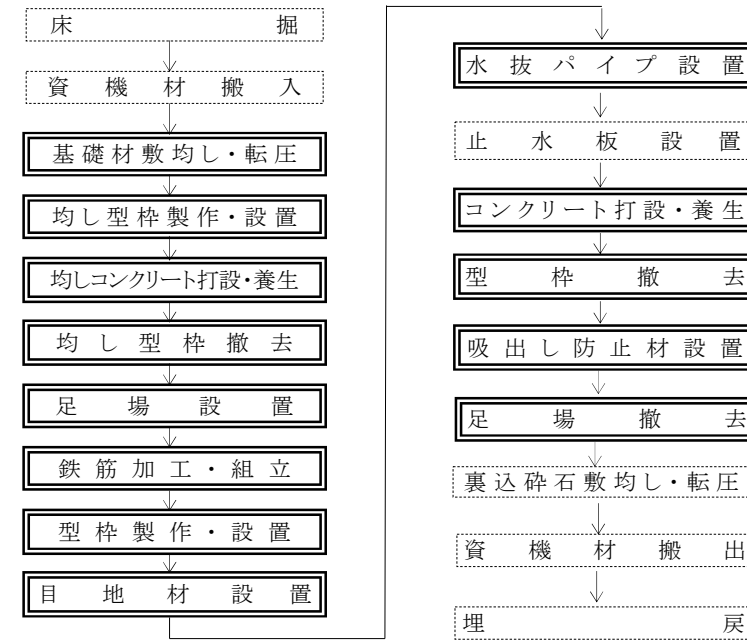 床掘
資機材搬入
基礎材敷均し・転圧
均し型枠製作・設置
均しコンクリート打設・養生
均し型枠撤去
足場設置
鉄筋加工・組立
型枠製作・設置
目地材設置
水抜パイプ設置
止水板設置
コンクリート打設・養生
型枠撤去
吸出し防止材設置
足場撤去
裏込砕石敷均し・転圧
資機材搬出
埋戻